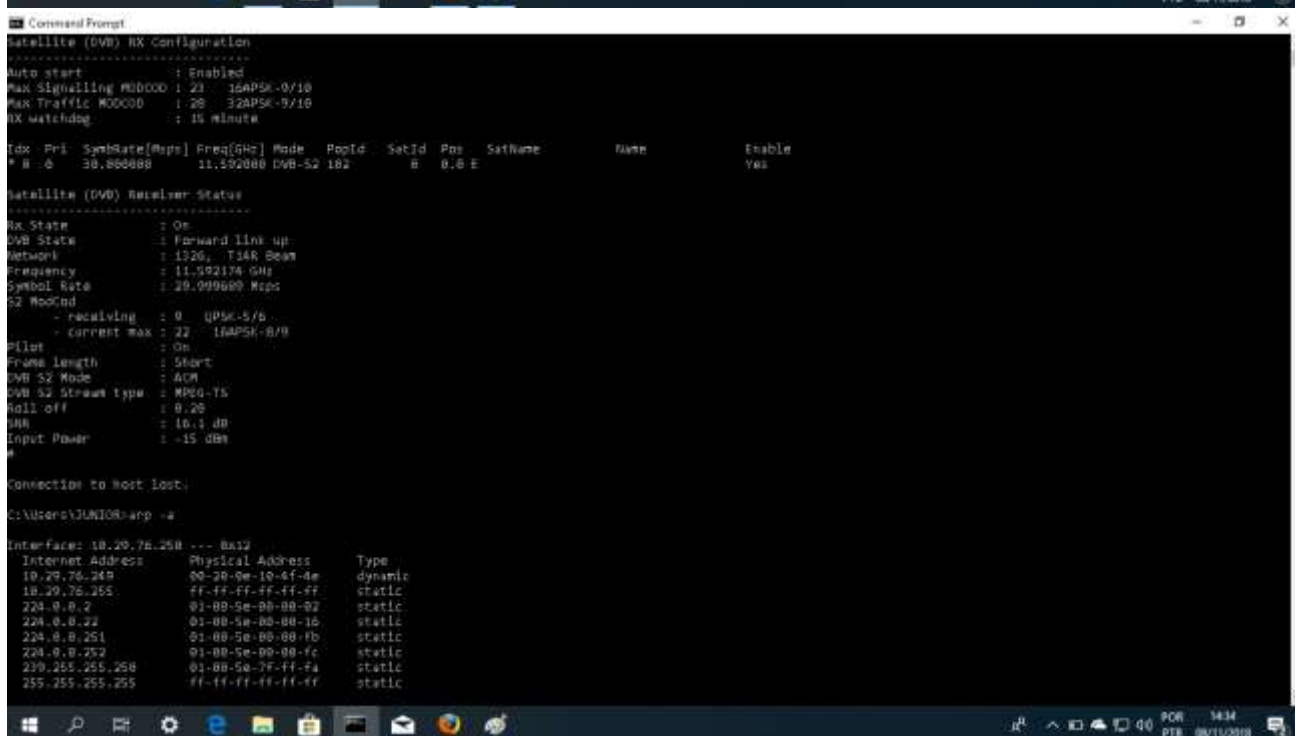 Command Prompt
Satellite (DVB) RX Configuration
Auto start : Enabled
Max Signalling MODCOD : 23 16APSK-9/10
Max Traffic MODCOD : 28 32APSK-9/10
RX watchdog : 15 minute
Idx Pri SymbRate[Msps] Freq[GHz] Mode PopId SatId Pos SatName Name Enable
* 0 0 30.000000 11.592000 DVB-S2 102 0 0.0 E Yes
Satellite (DVB) Receiver Status
Rx State : On
DVB State : Forward link up
Network : 1326, T14R Beam
Frequency : 11.592174 GHz
Symbol Rate : 29.999609 Msps
S2 ModCod
- receiving : 9 QPSK-5/6
- current max : 22 16APSK-8/9
Pilot : On
Frame length : Short
DVB S2 Mode : ACM
DVB S2 Stream type : MPEG-TS
Roll off : 0.20
SNR : 16.1 dB
Input Power : -15 dBm
#
Connection to host lost.
C:\Users\JUNIOR>arp -a
Interface: 10.29.76.250 --- 0x12
Internet Address Physical Address Type
10.29.76.249 00-20-0e-10-4f-4e dynamic
10.29.76.255 ff-ff-ff-ff-ff-ff static
224.0.0.2 01-00-5e-00-00-02 static
224.0.0.22 01-00-5e-00-00-16 static
224.0.0.251 01-00-5e-00-00-fb static
224.0.0.252 01-00-5e-00-00-fc static
239.255.255.250 01-00-5e-7f-ff-fa static
255.255.255.255 ff-ff-ff-ff-ff-ff static
POR 14:34
PTB